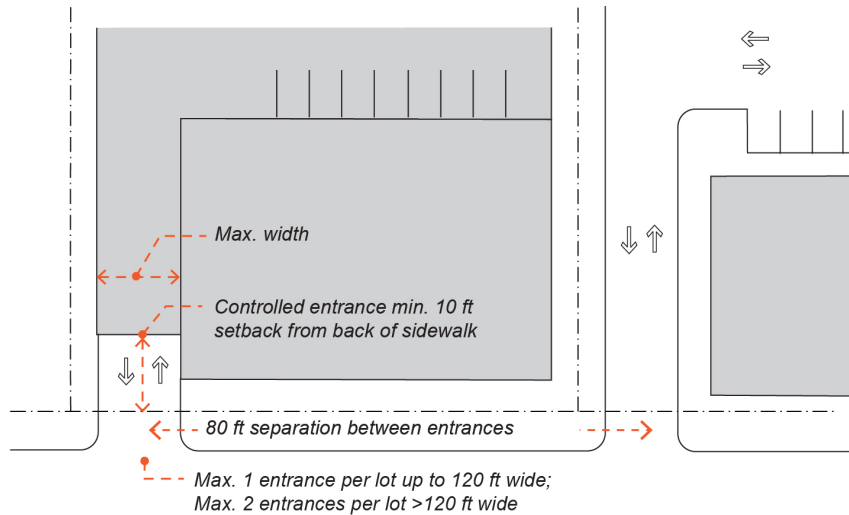 Max. width
Controlled entrance min. 10 ft
setback from back of sidewalk
80 ft separation between entrances
Max. 1 entrance per lot up to 120 ft wide;
Max. 2 entrances per lot >120 ft wide